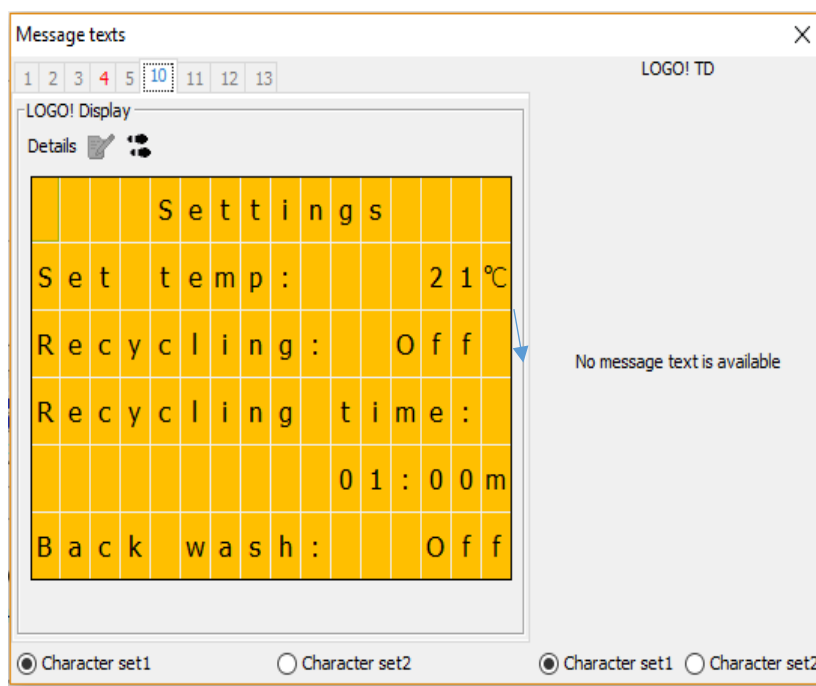 Message texts
1 2 3 4 5 10 11 12 13
LOGO! TD
LOGO! Display
Details
Settings
Set temp: 21℃
Recycling: Off
Recycling time:
01:00m
Back wash: Off
No message text is available
Character set1 Character set2 Character set1 Character set2